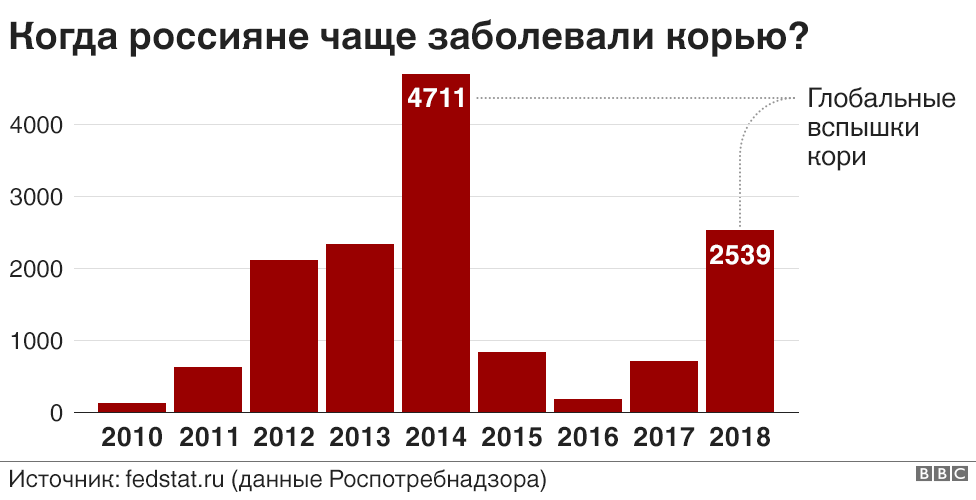 Когда россияне чаще заболевали корью?
4711
Глобальные
вспышки
кори
4000
3000
2000
2539
1000
0
2010 2011 2012 2013 2014 2015 2016 2017 2018
Источник: fedstat.ru (данные Роспотребнадзора)
BBC